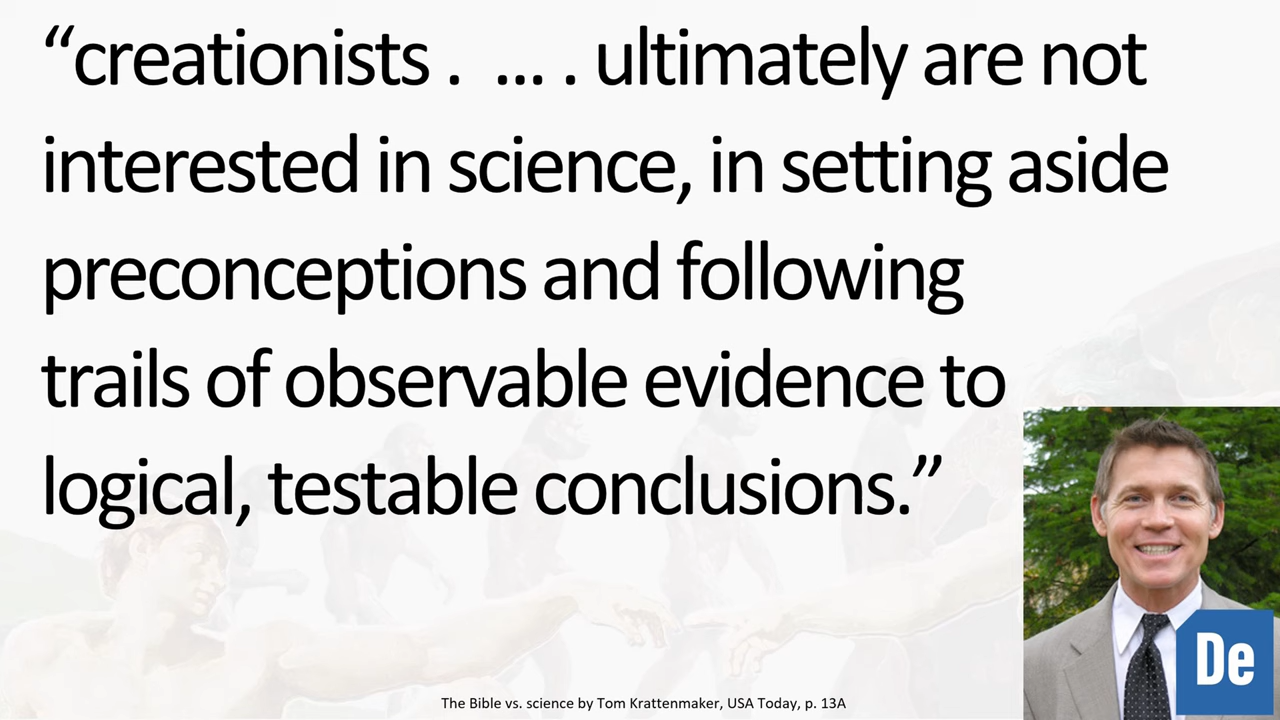 “creationists .  ... . ultimately are not
interested in science, in setting aside
preconceptions and following
trails of observable evidence to
logical, testable conclusions.”
De
The Bible vs. science by Tom Krattenmaker, USA Today, p. 13A